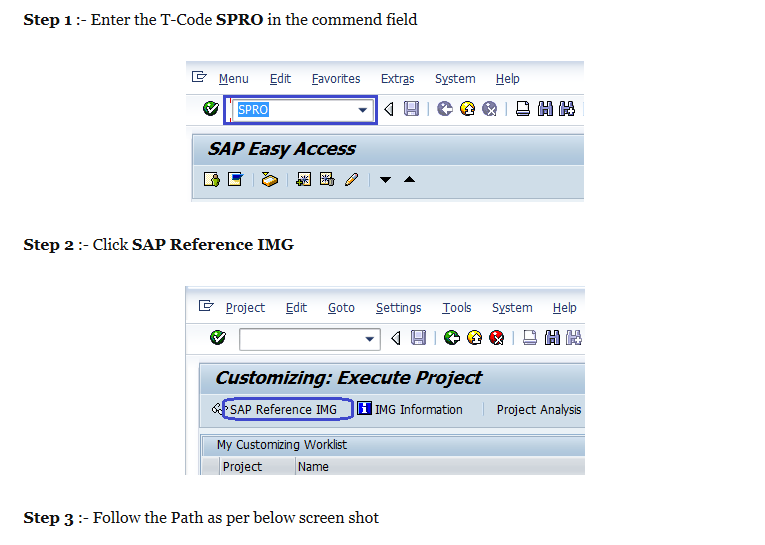 Step 1 :- Enter the T-Code SPRO in the commend field
Menu Edit Favorites Extras System Help
SPRO
SAP Easy Access
Step 2 :- Click SAP Reference IMG
Project Edit Goto Settings Tools System Help
Customizing: Execute Project
SAP Reference IMG i IMG Information Project Analysis
My Customizing Worklist
Project Name
Step 3 :- Follow the Path as per below screen shot